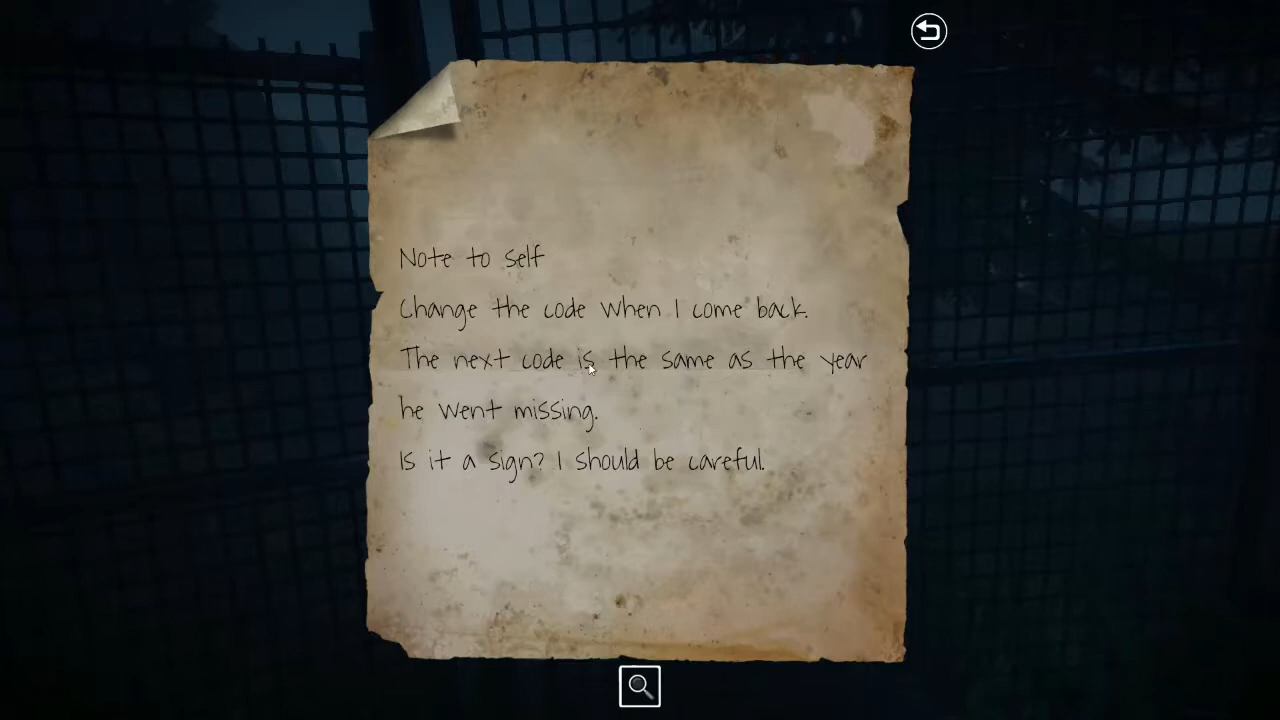 Note to self
Change the code when I come back.
The next code is the same as the year
he went missing.
Is it a sign? I should be careful.